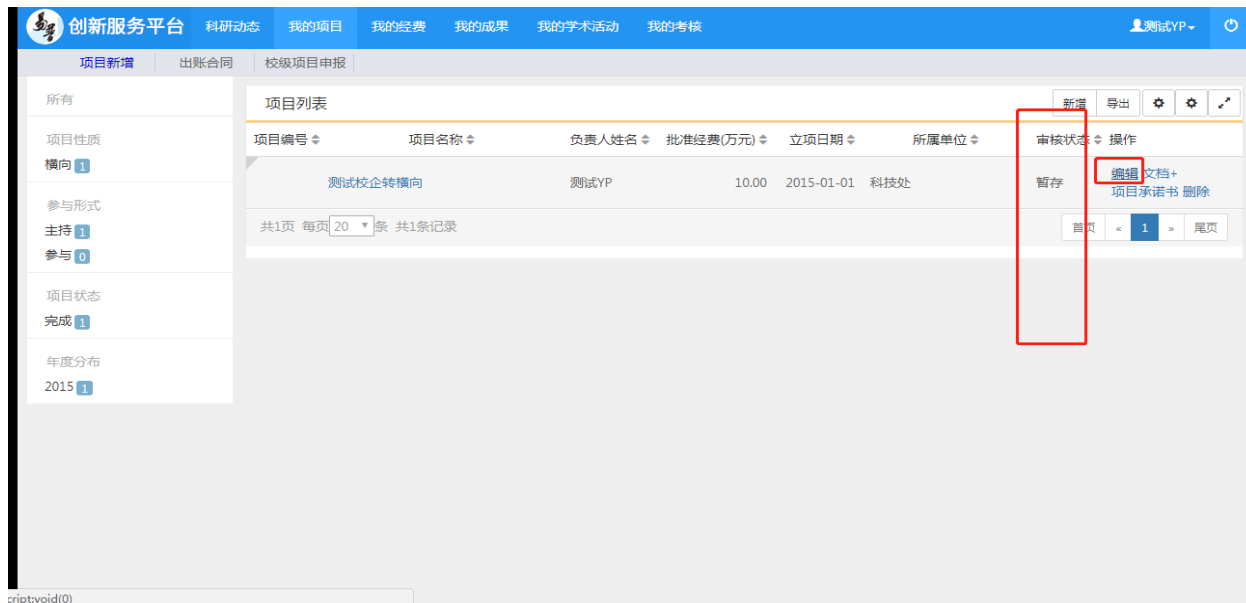 创新服务平台 科研动态 我的项目 我的经费 我的成果 我的学术活动 我的考核 测试YP
项目新增 出账合同 校级项目申报
所有
项目性质
横向 1
参与形式
主持 1
参与 0
项目状态
完成 1
年度分布
2015 1
项目列表 新增 导出
项目编号 项目名称 负责人姓名 批准经费(万元) 立项日期 所属单位 审核状态 操作
测试校企转横向 测试YP 10.00 2015-01-01 科技处 暂存 编辑 文档+
项目承诺书 删除
共1页 每页 20 条 共1条记录 首页 « 1 » 尾页
cript:void(0)